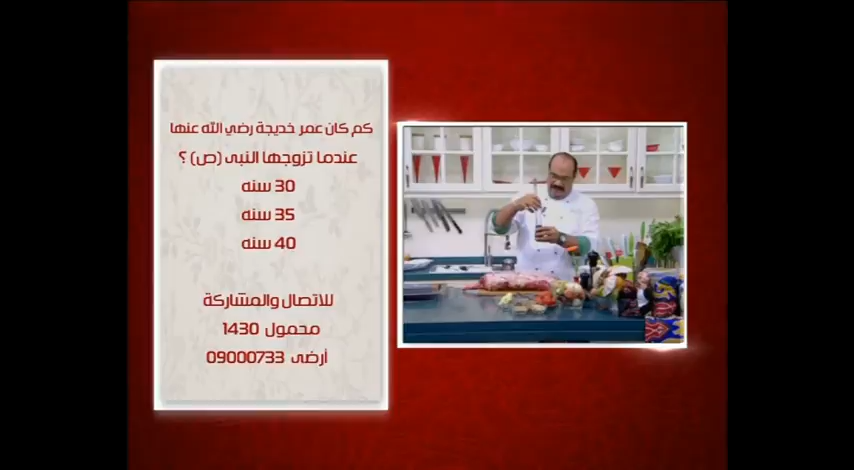 كم كان عمر خديجة رضي الله عنها
عندما تزوجها النبى (ص) ؟
30 سنه
35 سنه
40 سنه
للاتصال والمشاركة
محمول 1430
أرضى 09000733